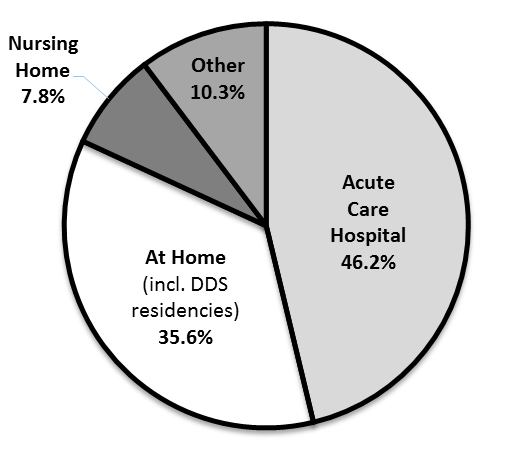 Nursing
Home
7.8%
Other
10.3%
Acute
Care
Hospital
46.2%
At Home
(incl. DDS
residencies)
35.6%